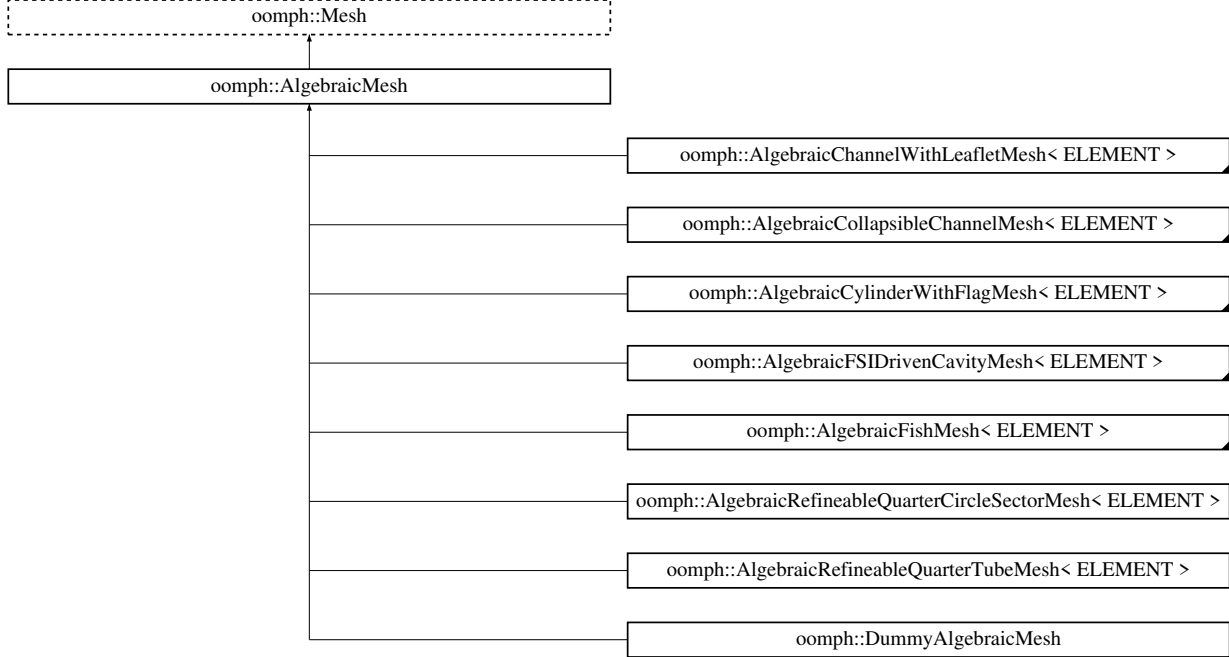 oomph::Mesh
oomph::AlgebraicMesh
oomph::AlgebraicChannelWithLeafletMesh< ELEMENT >
oomph::AlgebraicCollapsibleChannelMesh< ELEMENT >
oomph::AlgebraicCylinderWithFlagMesh< ELEMENT >
oomph::AlgebraicFSIDrivenCavityMesh< ELEMENT >
oomph::AlgebraicFishMesh< ELEMENT >
oomph::AlgebraicRefineableQuarterCircleSectorMesh< ELEMENT >
oomph::AlgebraicRefineableQuarterTubeMesh< ELEMENT >
oomph::DummyAlgebraicMesh